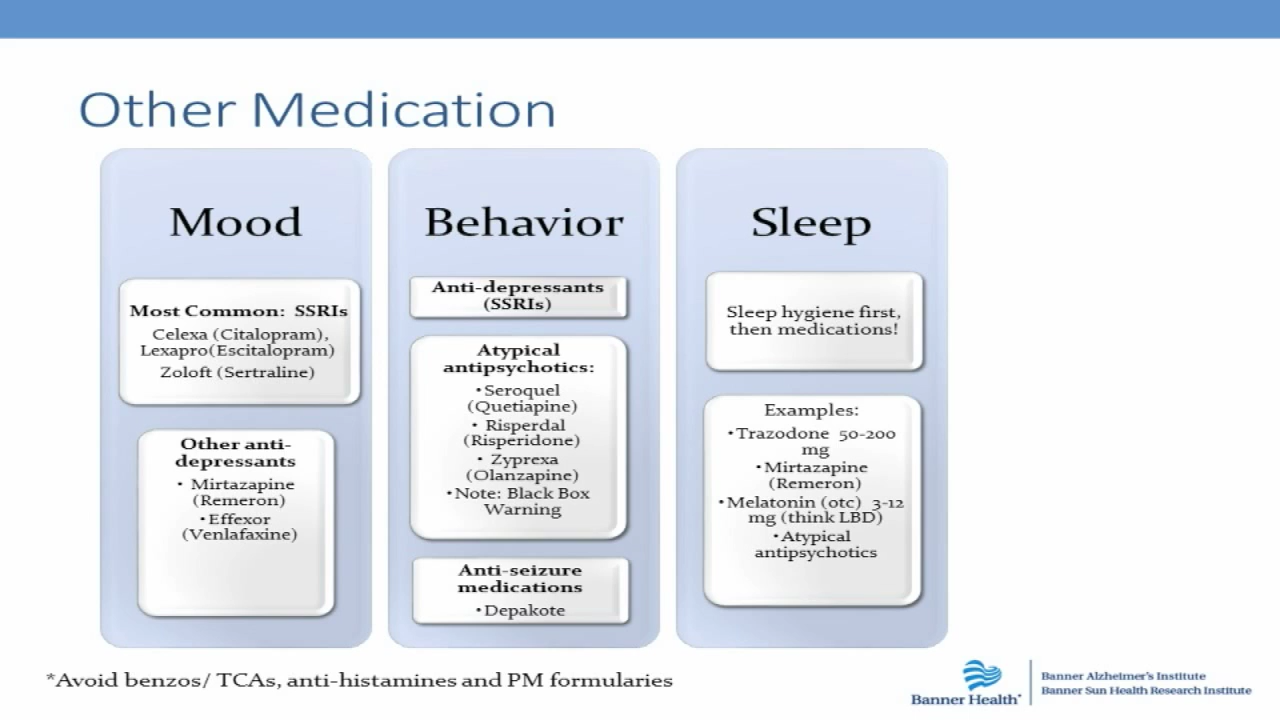 Other Medication
Mood
Most Common:  SSRIs
Celexa (Citalopram),
Lexapro(Escitalopram)
Zoloft (Sertraline)
Other anti-
depressants
• Mirtazapine
(Remeron)
•Effexor
(Venlafaxine)
Behavior
Anti-depressants
(SSRIs)
Atypical
antipsychotics:
•Seroquel
(Quetiapine)
• Risperdal
(Risperidone)
• Zyprexa
(Olanzapine)
•Note: Black Box
Warning
Anti-seizure
medications
•Depakote
Sleep
Sleep hygiene first,
then medications!
Examples:
•Trazodone  50-200
mg
•Mirtazapine
(Remeron)
•Melatonin (otc)  3-12
mg (think LBD)
•Atypical
antipsychotics
*Avoid benzos/ TCAs, anti-histamines and PM formularies
Banner Health
Banner Alzheimer's Institute
Banner Sun Health Research Institute